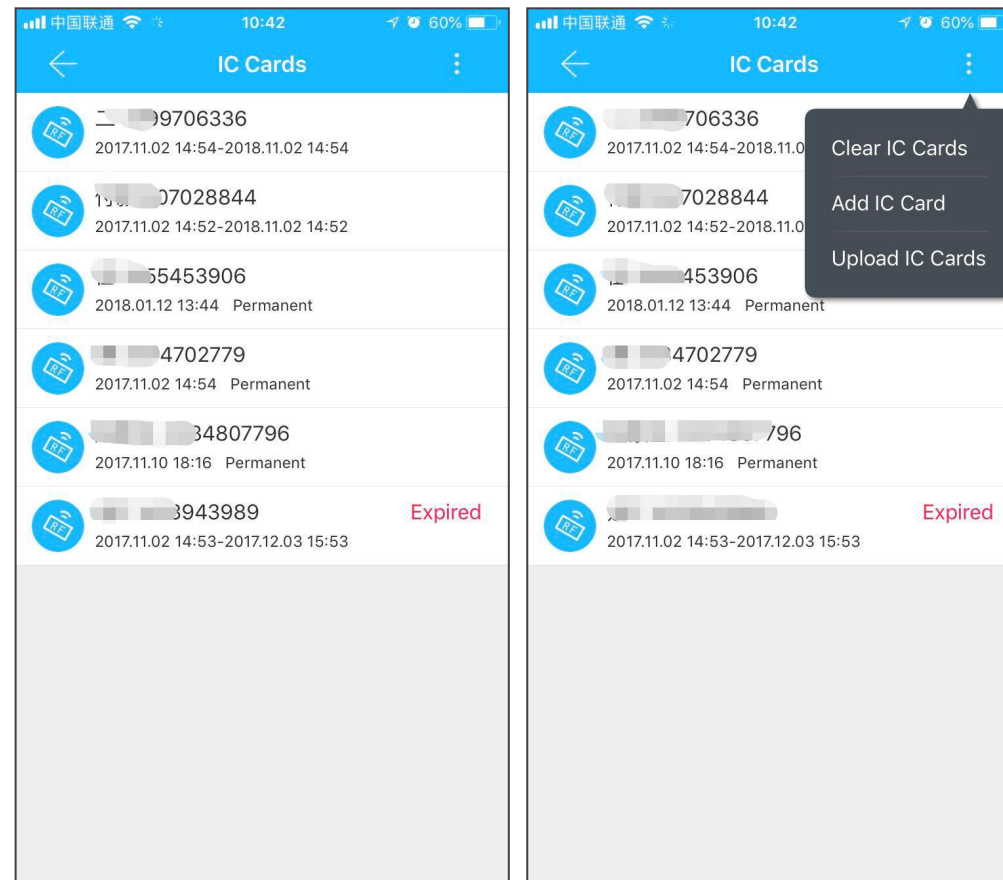 中国联通 10:42 60%
IC Cards
99706336
2017.11.02 14:54-2018.11.02 14:54
07028844
2017.11.02 14:52-2018.11.02 14:52
55453906
2018.01.12 13:44 Permanent
4702779
2017.11.02 14:54 Permanent
34807796
2017.11.10 18:16 Permanent
3943989 Expired
2017.11.02 14:53-2017.12.03 15:53
中国联通 10:42 60%
IC Cards
706336
2017.11.02 14:54-2018.11.0
7028844
2017.11.02 14:52-2018.11.0
453906
2018.01.12 13:44 Permanent
4702779
2017.11.02 14:54 Permanent
796
2017.11.10 18:16 Permanent
Expired
2017.11.02 14:53-2017.12.03 15:53
Clear IC Cards
Add IC Card
Upload IC Cards